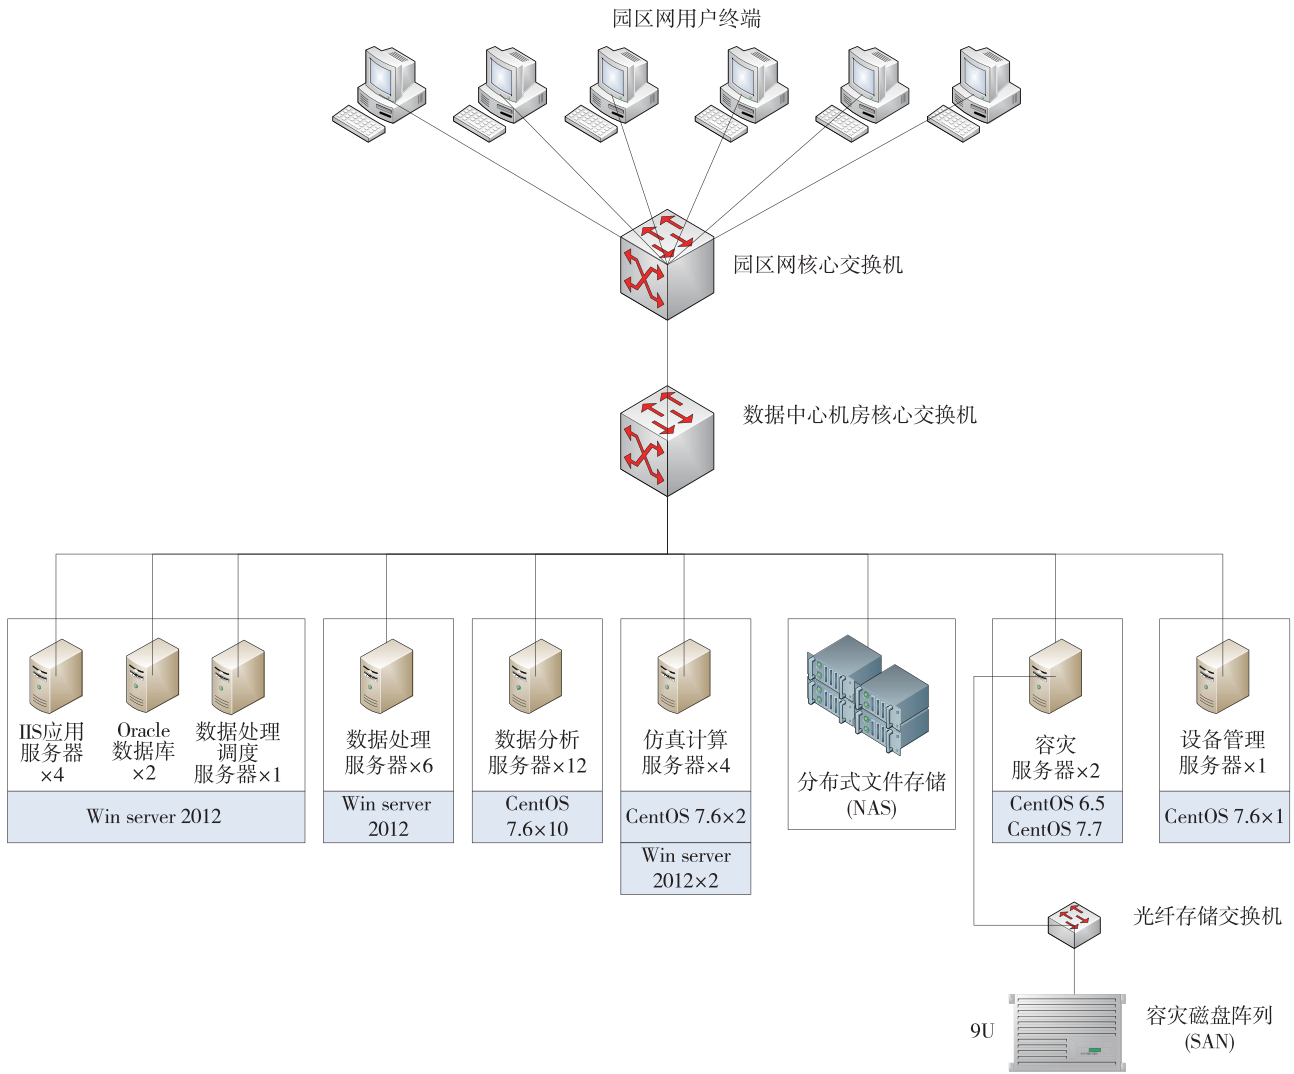 园区网用户终端
园区网核心交换机
数据中心机房核心交换机
IIS应用
服务器
×4
Oracle
数据库
×2
数据处理
调度
服务器×1
Win server 2012
数据处理
服务器×6
Win server
2012
数据分析
服务器×12
CentOS
7.6×10
仿真计算
服务器×4
CentOS 7.6×2
Win server
2012×2
分布式文件存储
(NAS)
容灾
服务器×2
CentOS 6.5
CentOS 7.7
设备管理
服务器×1
CentOS 7.6×1
光纤存储交换机
9U
容灾磁盘阵列
(SAN)